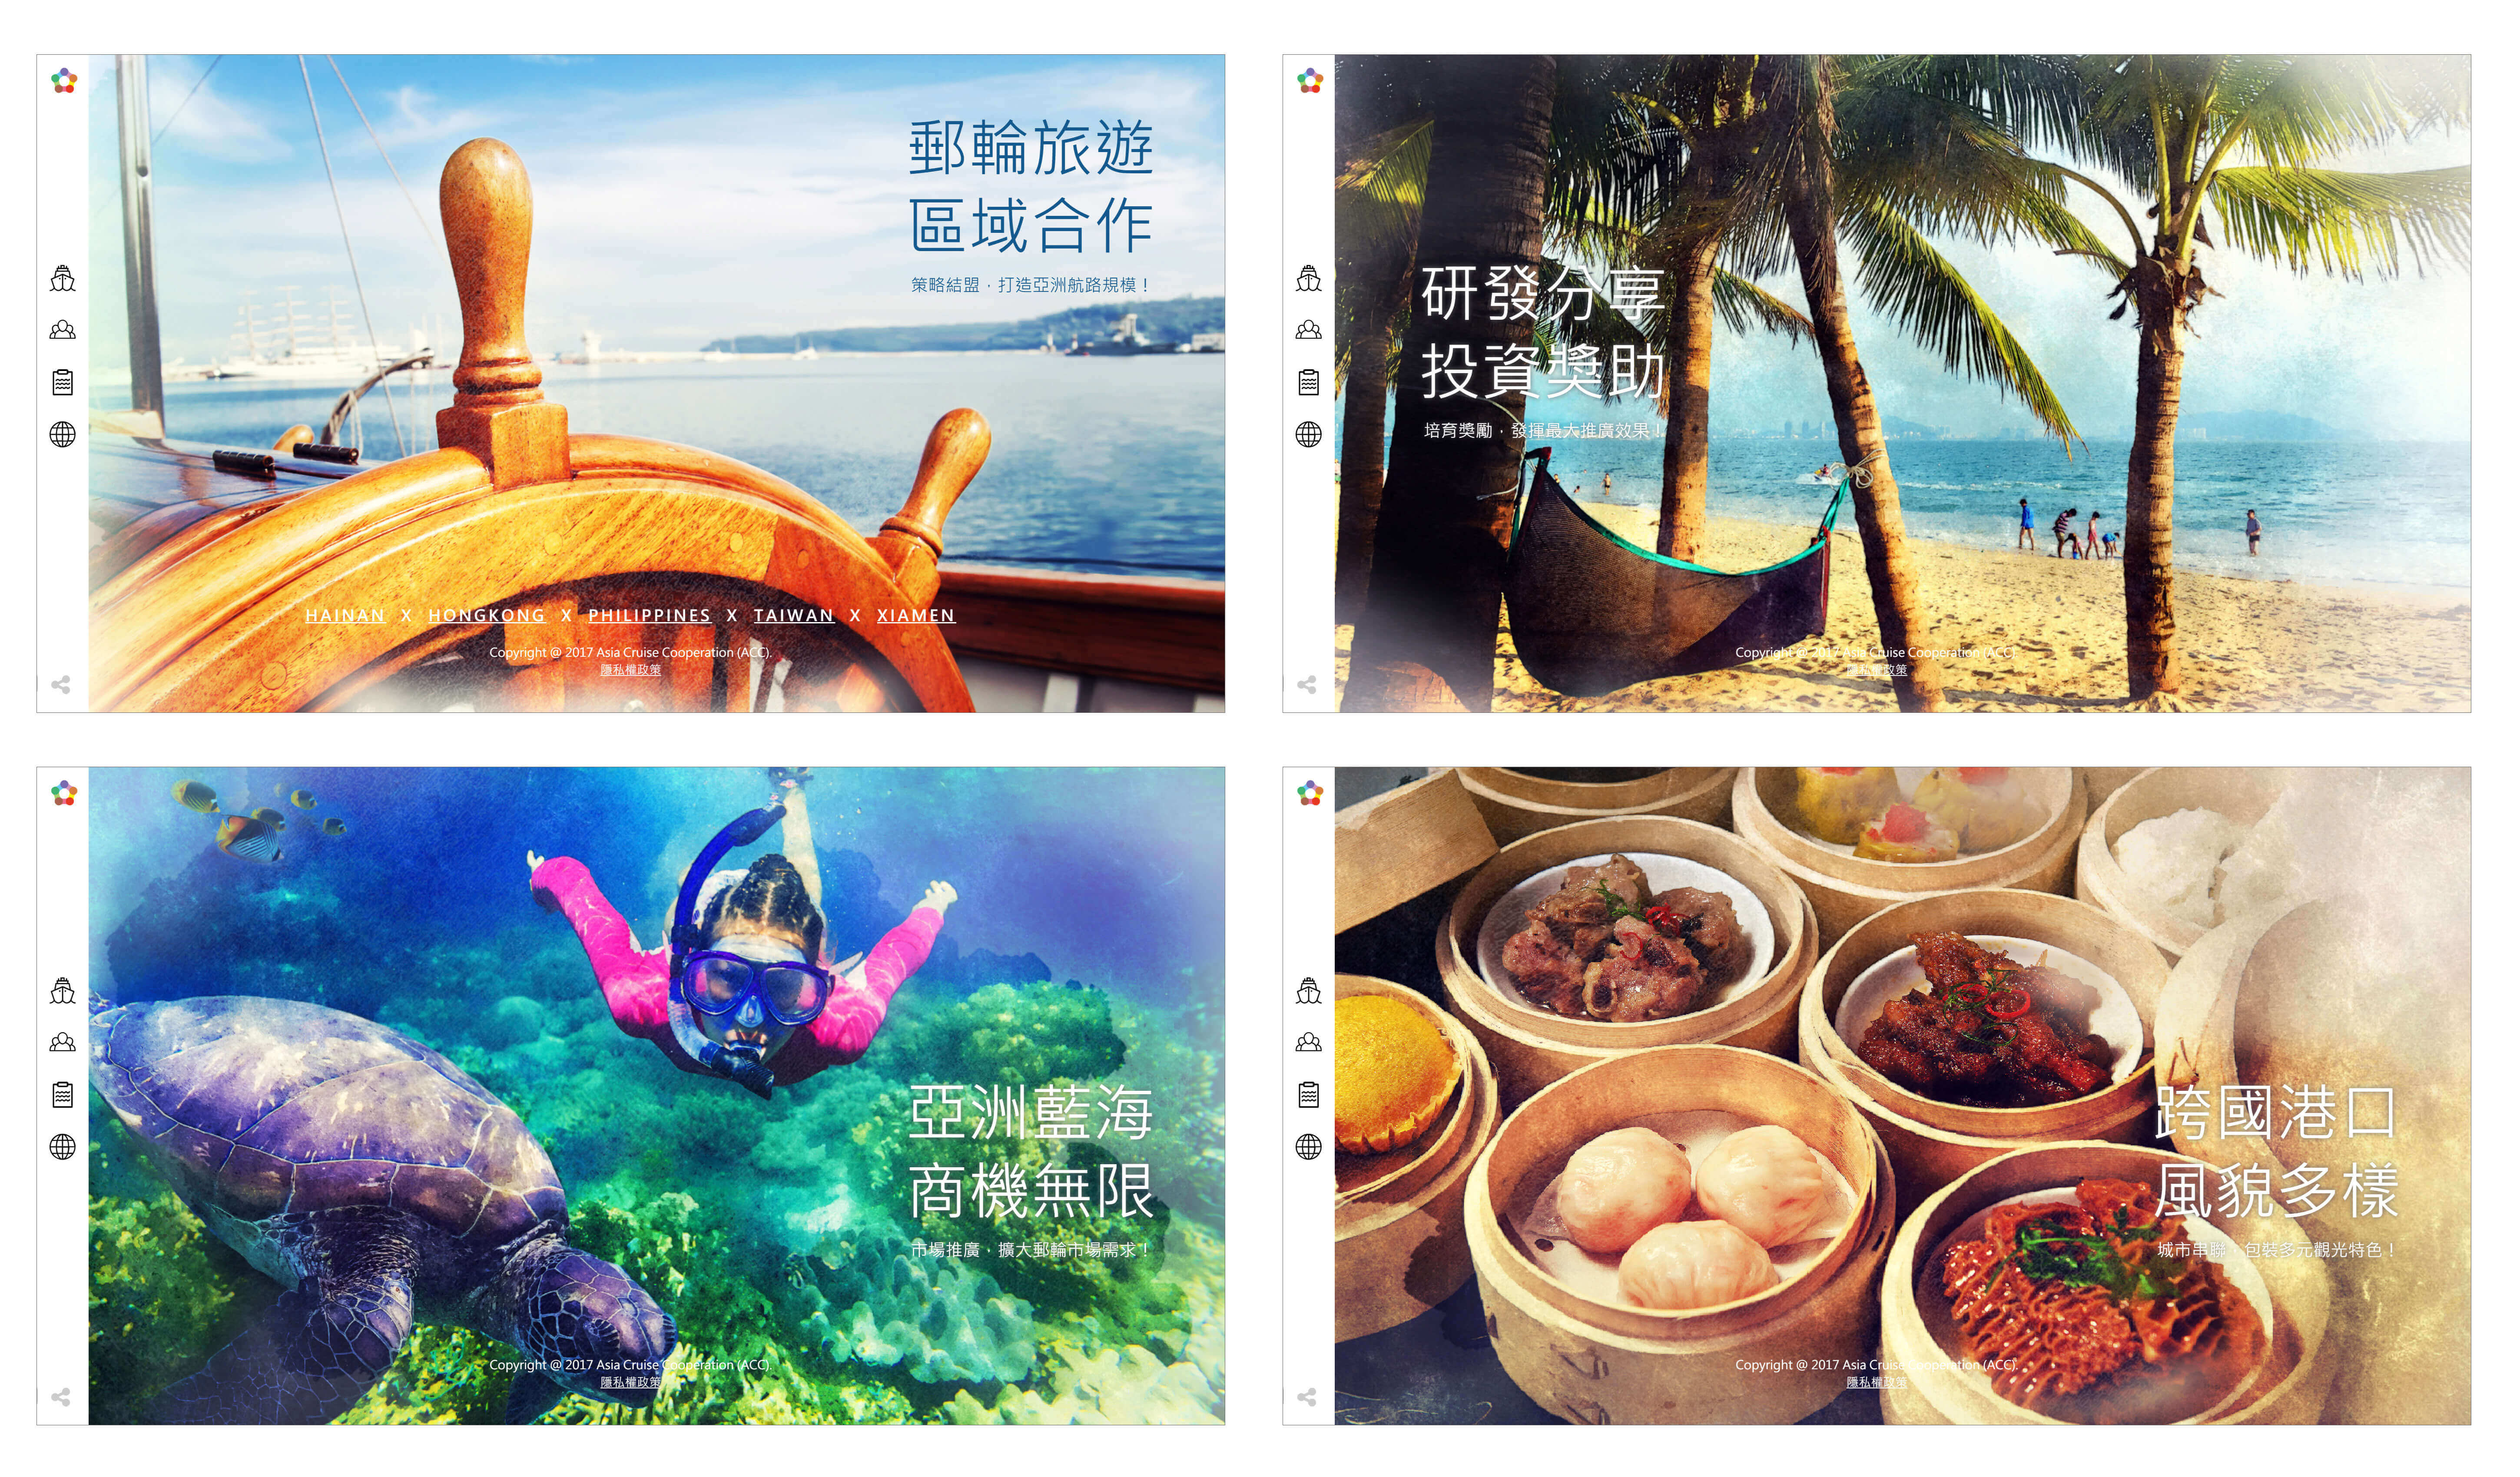 郵輪旅遊
區域合作
策略結盟，打造亞洲航路規模！
HAINAN X HONGKONG X PHILIPPINES X TAIWAN X XIAMEN
Copyright @ 2017 Asia Cruise Cooperation (ACC).
隱私權政策
研發分享
投資獎助
培育獎勵，發揮最大推廣效果！
Copyright @ 2017 Asia Cruise Cooperation (ACC).
隱私權政策
亞洲藍海
商機無限
市場推廣，擴大郵輪市場需求！
Copyright @ 2017 Asia Cruise Cooperation (ACC).
隱私權政策
跨國港口
風貌多樣
城市串聯，包裝多元觀光特色！
Copyright @ 2017 Asia Cruise Cooperation (ACC).
隱私權政策